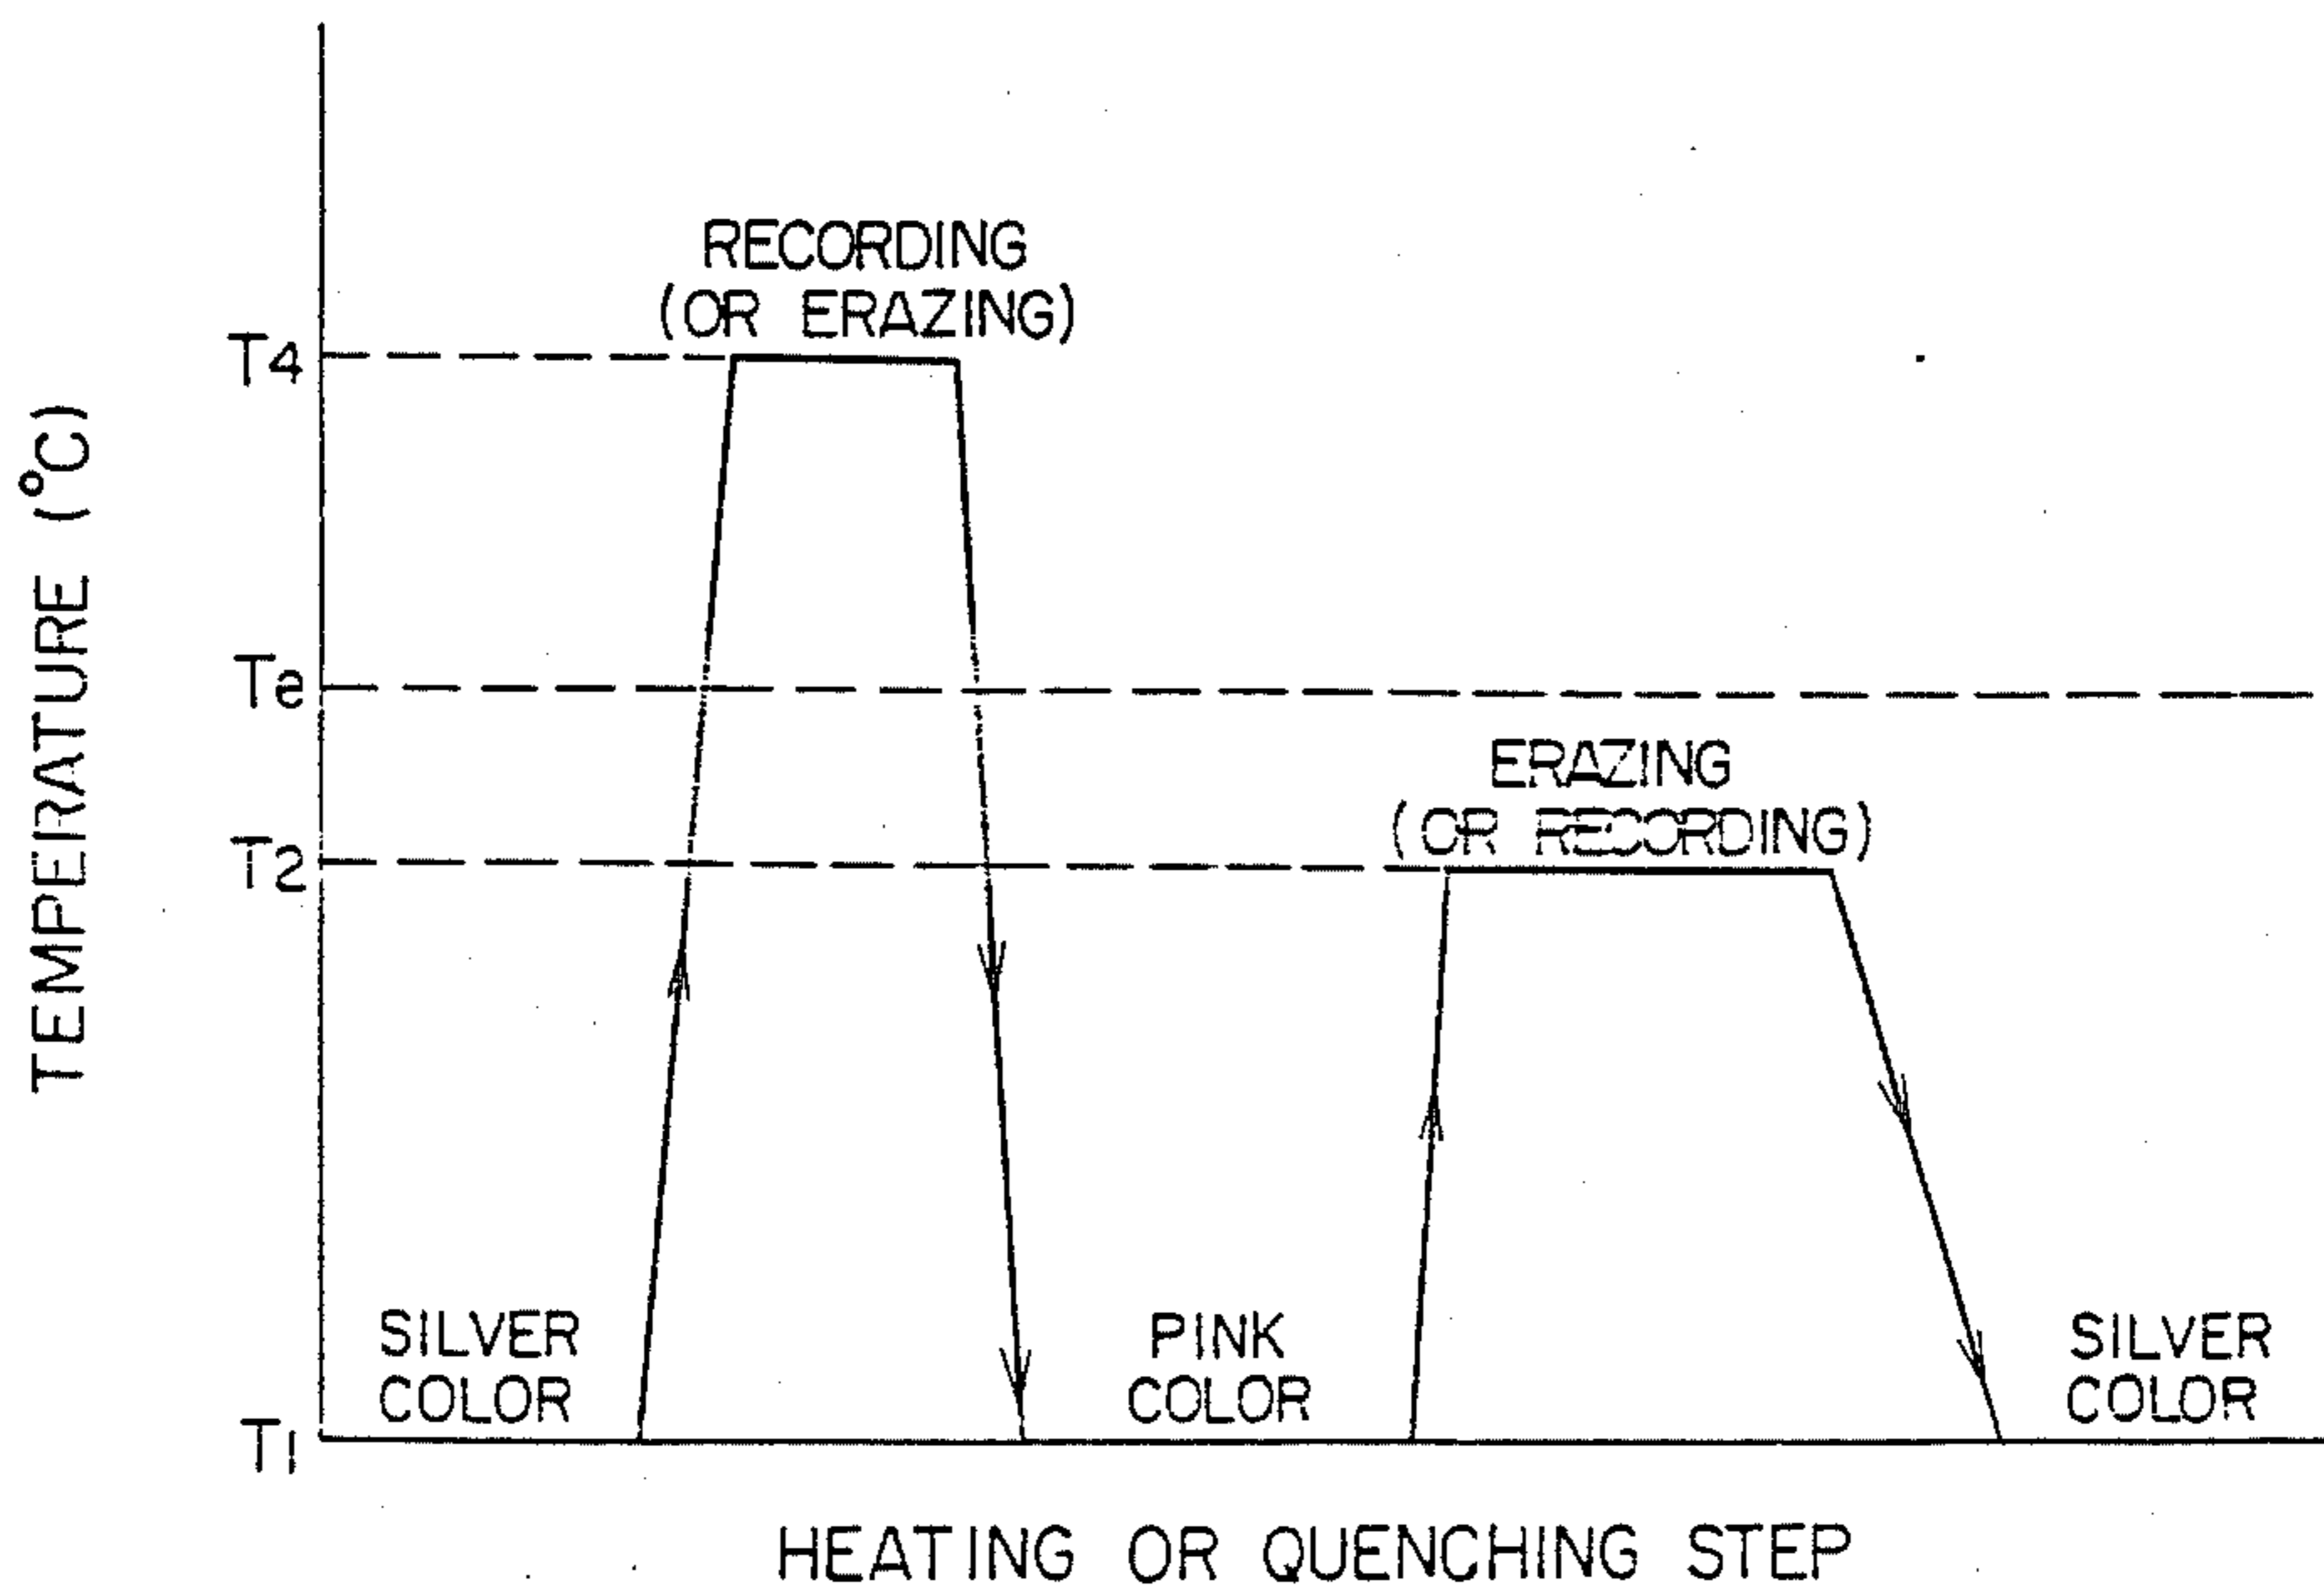 RECORDING
(OR ERAZING)
T4
TEMPERATURE (°C)
Te
ERAZING
(OR RECORDING)
T2
SILVER
COLOR
PINK
COLOR
SILVER
COLOR
T1
HEATING OR QUENCHING STEP